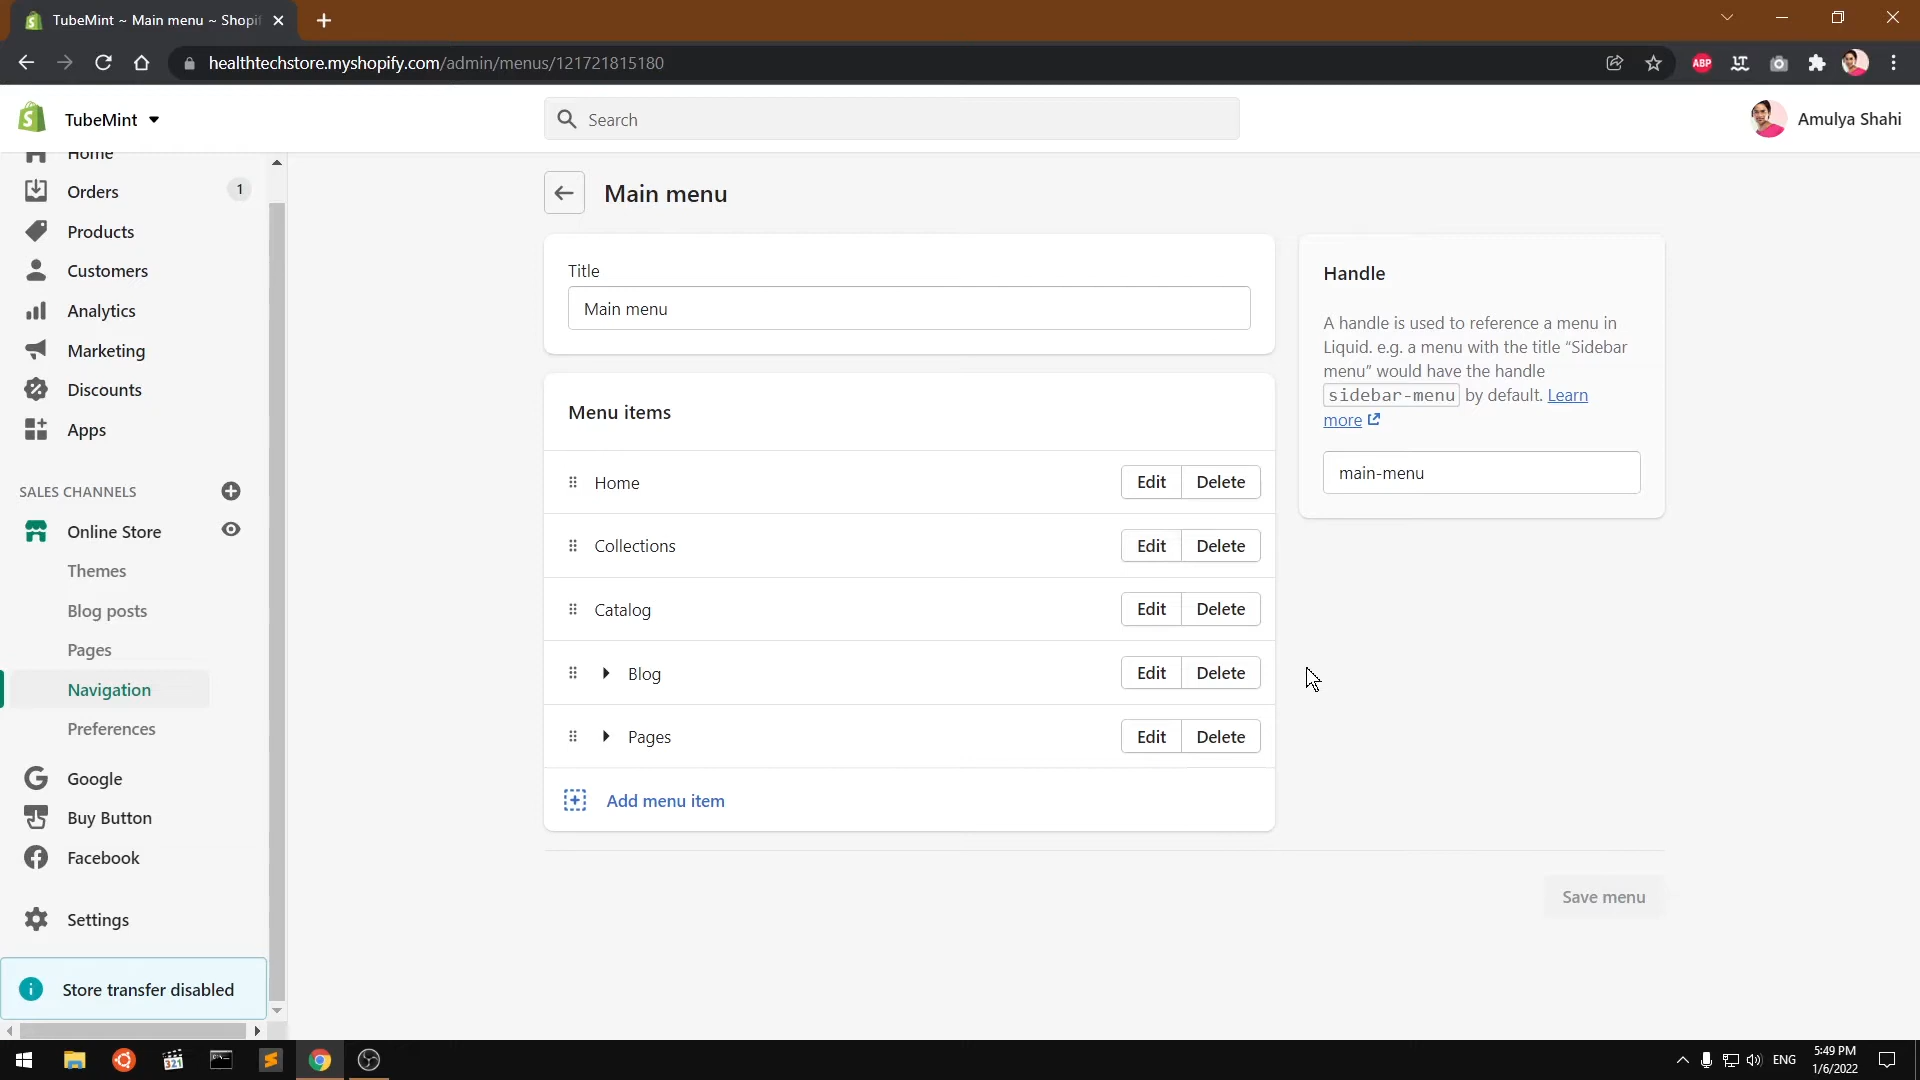 TubeMint ~ Main menu ~ Shopif
healthtechstore.myshopify.com/admin/menus/121721815180
ABP
TubeMint
Search
Amulya Shahi
Home
Orders
1
Products
Customers
Analytics
Marketing
Discounts
Apps
SALES CHANNELS
Online Store
Themes
Blog posts
Pages
Navigation
Preferences
Google
Buy Button
Facebook
Settings
Store transfer disabled
Main menu
Title
Main menu
Menu items
Home
Edit
Delete
Collections
Edit
Delete
Catalog
Edit
Delete
Blog
Edit
Delete
Pages
Edit
Delete
Add menu item
Handle
A handle is used to reference a menu in
Liquid. e.g. a menu with the title “Sidebar
menu” would have the handle
sidebar-menu by default. Learn
more
main-menu
Save menu
321
ENG
5:49 PM
1/6/2022